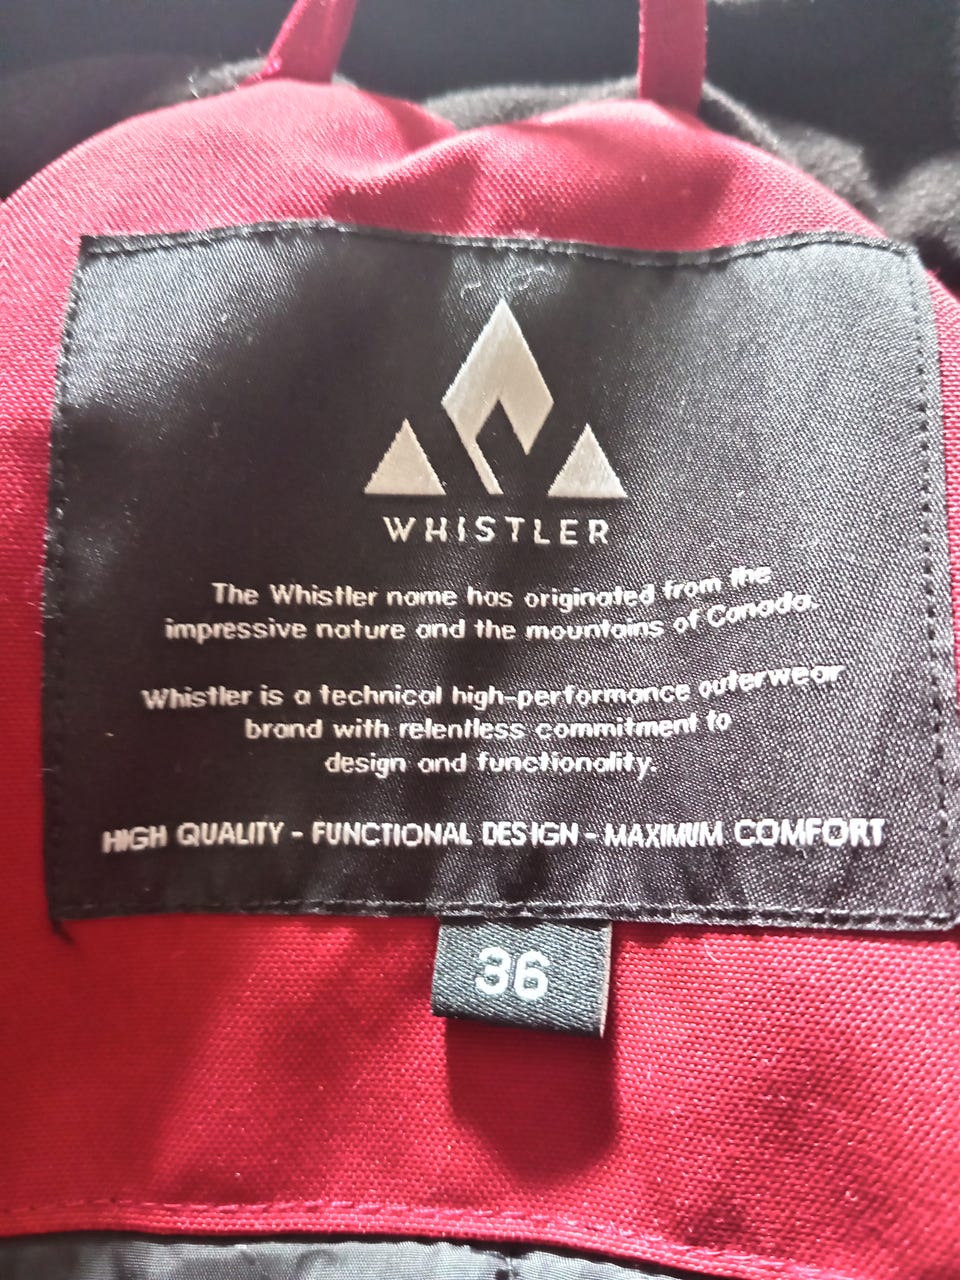 WHISTLER
The Whistler name has originated from the
impressive nature and the mountains of Canada.
Whistler is a technical high-performance outerwear
brand with relentless commitment to
design and functionality.
HIGH QUALITY - FUNCTIONAL DESIGN - MAXIMUM COMFORT
36